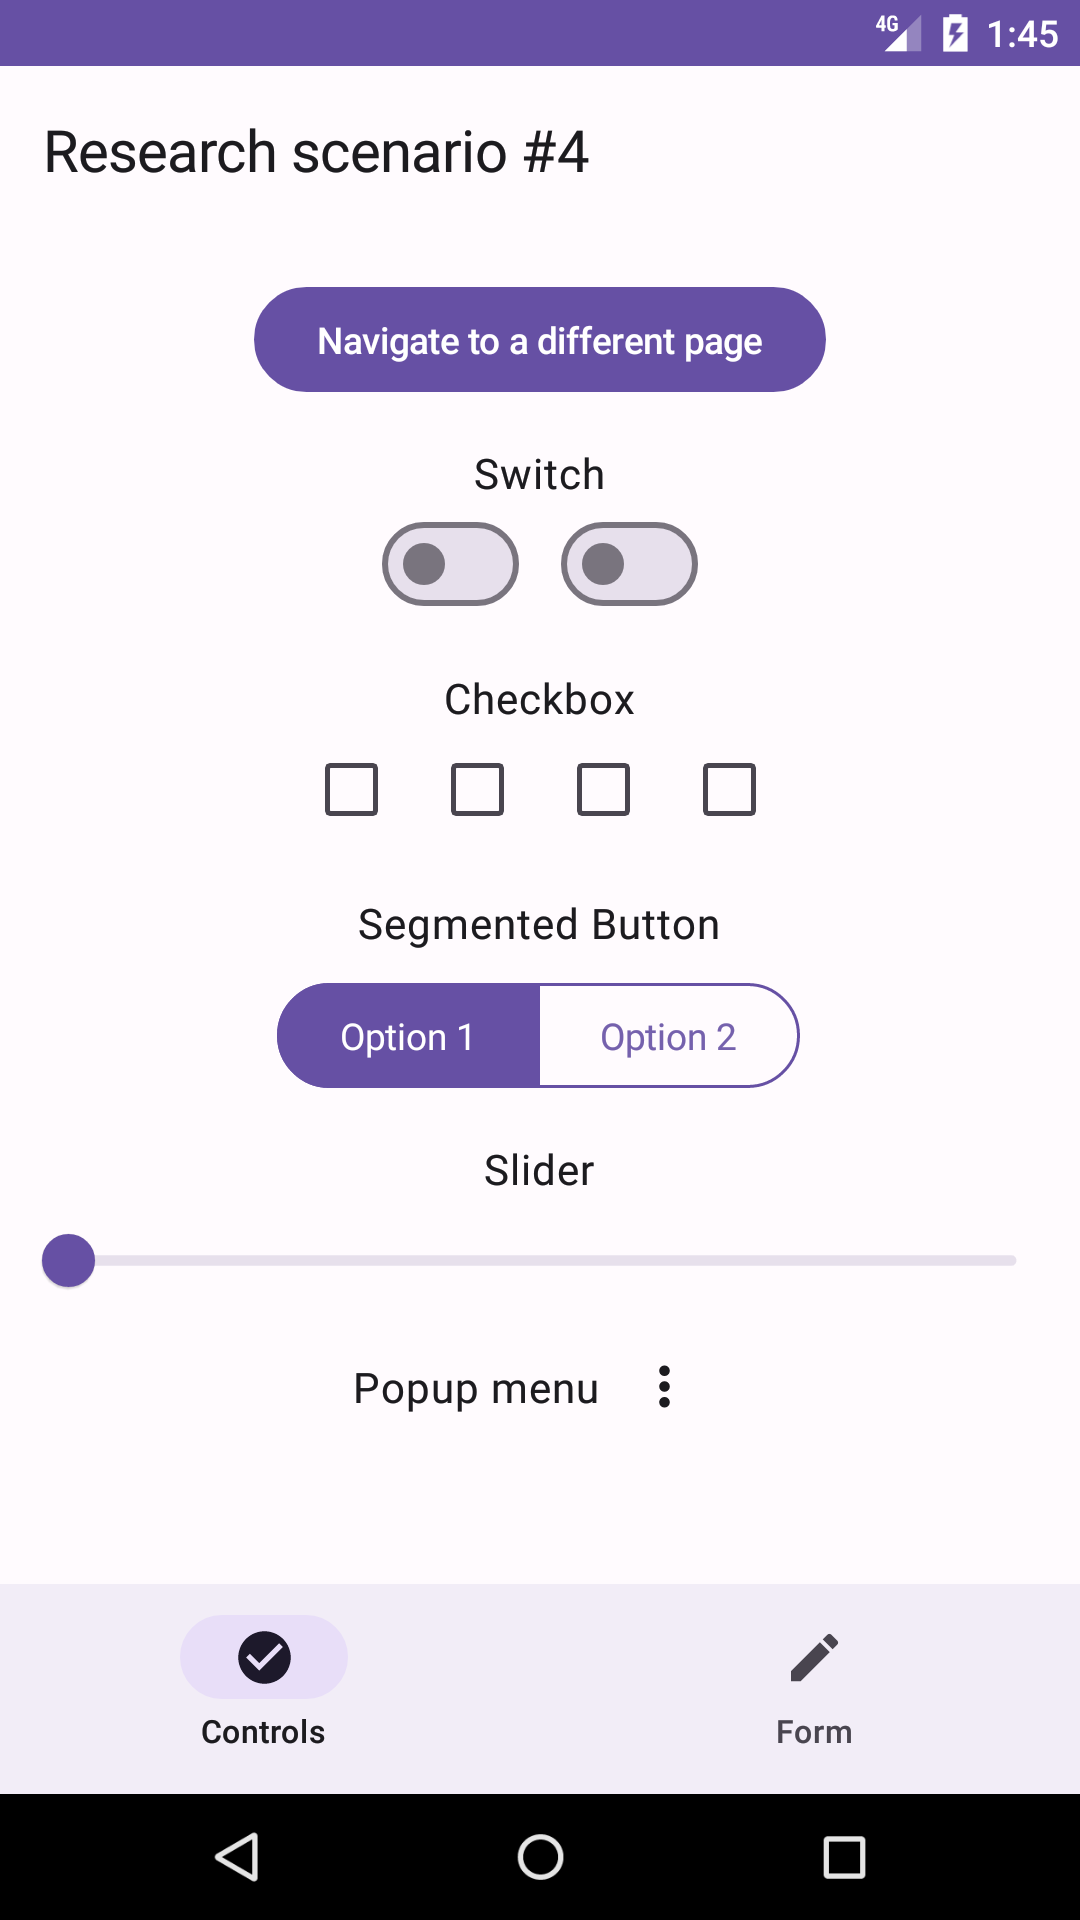 4G 1:45
Research scenario #4
Navigate to a different page
Switch
Checkbox
Segmented Button
Option 1 Option 2
Slider
Popup menu
Controls Form